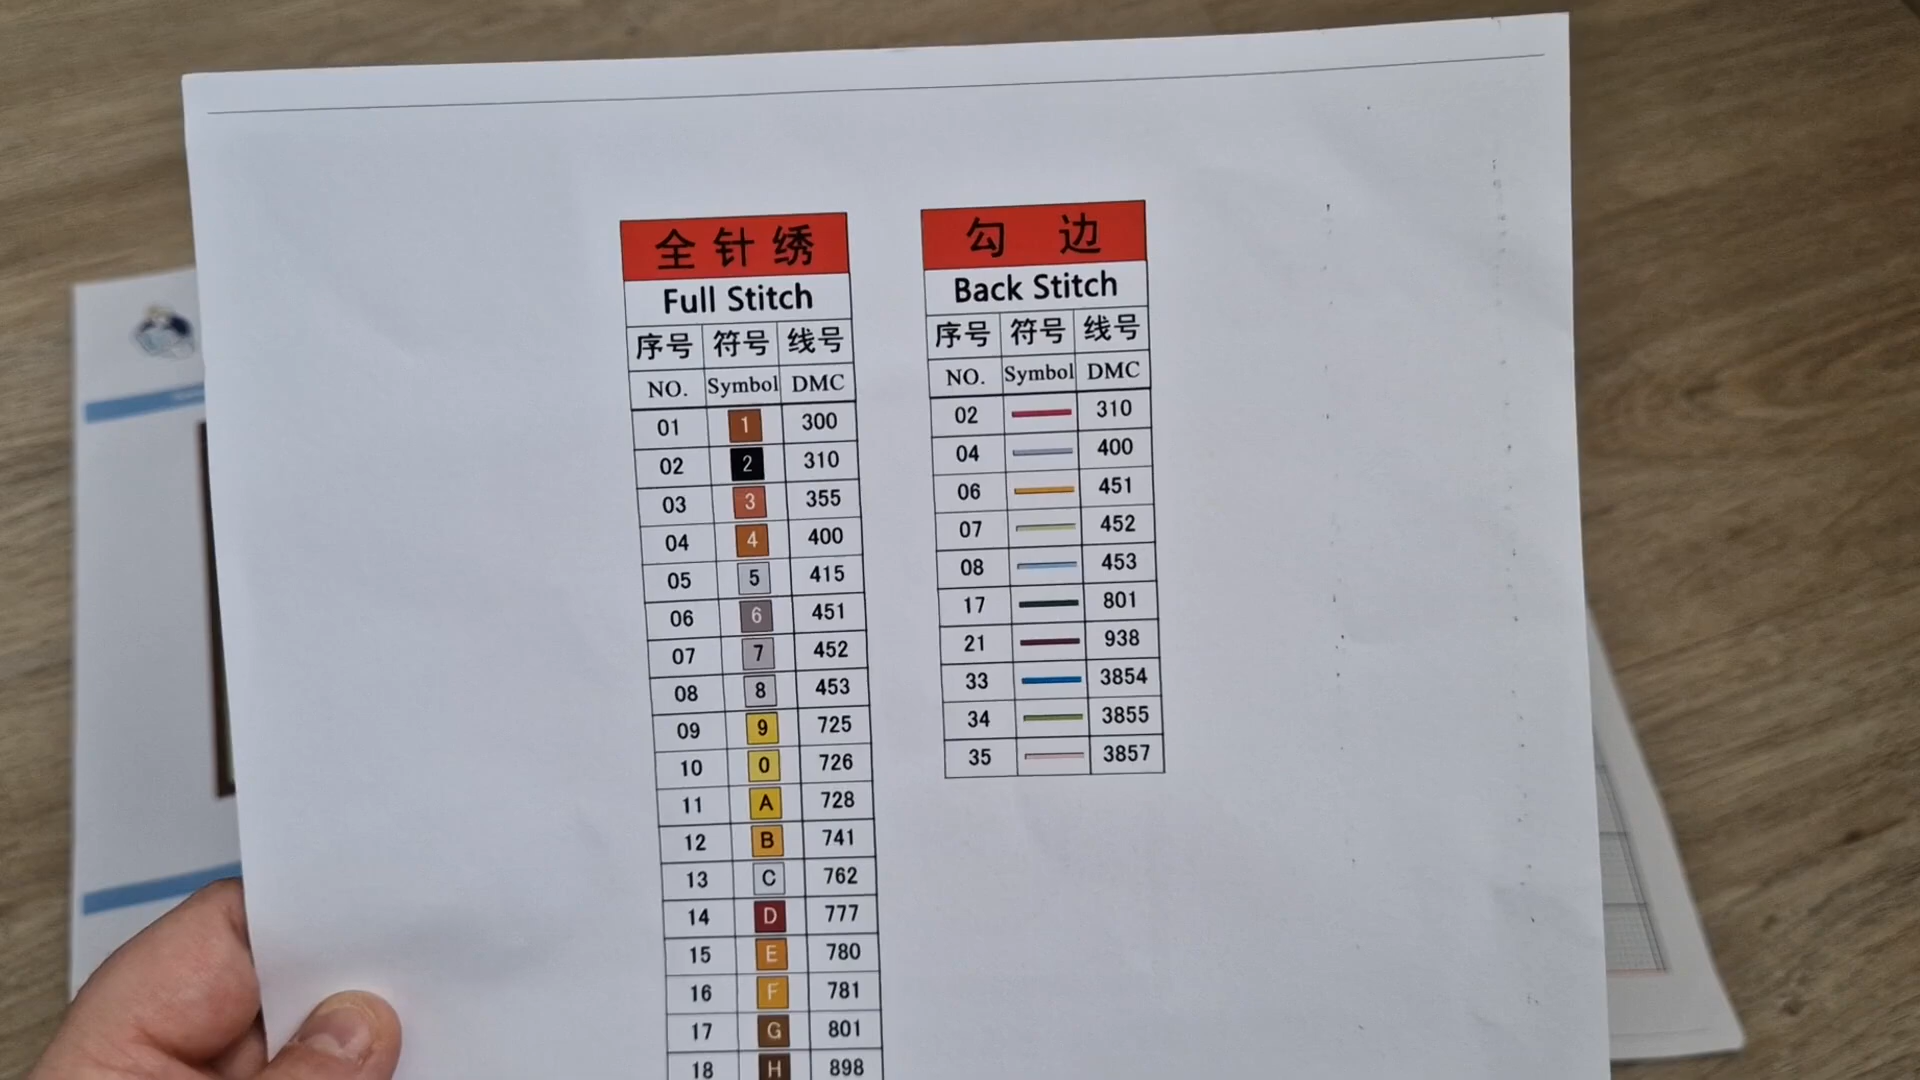 全针绣
Full Stitch
序号 符号 线号
NO. Symbol DMC
01 1 300
02 2 310
03 3 355
04 4 400
05 5 415
06 6 451
07 7 452
08 8 453
09 9 725
10 0 726
11 A 728
12 B 741
13 C 762
14 D 777
15 E 780
16 F 781
17 G 801
18 H 898
勾 边
Back Stitch
序号 符号 线号
NO. Symbol DMC
02 310
04 400
06 451
07 452
08 453
17 801
21 938
33 3854
34 3855
35 3857